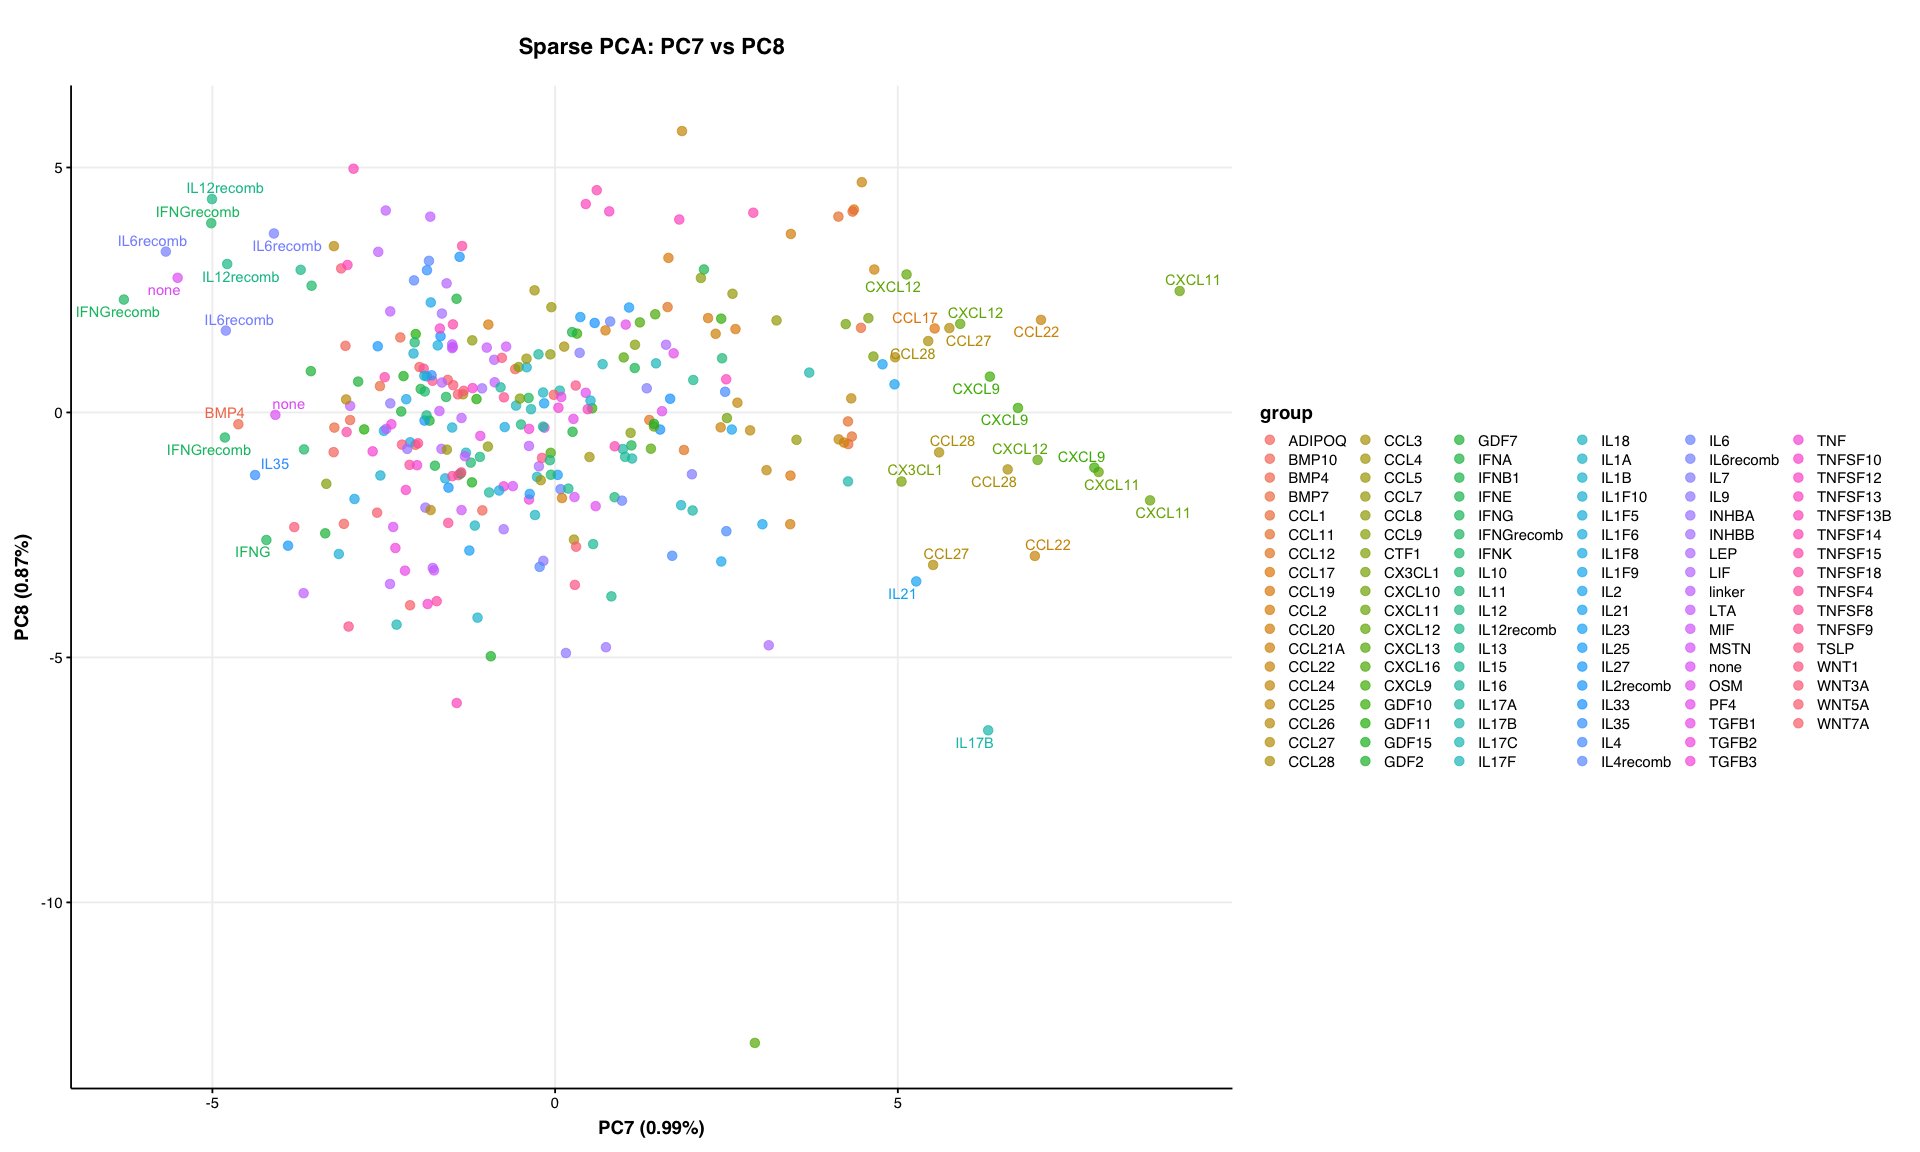 Sparse PCA: PC7 vs PC8
PC8 (0.87%)
5
0
-5
-10
IL12recomb
IFNGrecomb
IL6recomb
IL6recomb
IL12recomb
none
IFNGrecomb
IL6recomb
CXCL11
CXCL12
CCL17
CXCL12
CCL22
CCL27
CCL28
CXCL9
none
BMP4
CXCL9
IFNGrecomb
CCL28
CXCL12
CXCL9
IL35
CX3CL1
CCL28
CXCL11
CXCL11
IFNG
CCL22
CCL27
IL21
IL17B
-5
0
5
PC7 (0.99%)
group
ADIPOQ
BMP10
BMP4
BMP7
CCL1
CCL11
CCL12
CCL17
CCL19
CCL2
CCL20
CCL21A
CCL22
CCL24
CCL25
CCL26
CCL27
CCL28
CCL3
CCL4
CCL5
CCL7
CCL8
CCL9
CTF1
CX3CL1
CXCL10
CXCL11
CXCL12
CXCL13
CXCL16
CXCL9
GDF10
GDF11
GDF15
GDF2
GDF7
IFNA
IFNB1
IFNE
IFNG
IFNGrecomb
IFNK
IL10
IL11
IL12
IL12recomb
IL13
IL15
IL16
IL17A
IL17B
IL17C
IL17F
IL18
IL1A
IL1B
IL1F10
IL1F5
IL1F6
IL1F8
IL1F9
IL2
IL21
IL23
IL25
IL27
IL2recomb
IL33
IL35
IL4
IL4recomb
IL6
IL6recomb
IL7
IL9
INHBA
INHBB
LEP
LIF
linker
LTA
MIF
MSTN
none
OSM
PF4
TGFB1
TGFB2
TGFB3
TNF
TNFSF10
TNFSF12
TNFSF13
TNFSF13B
TNFSF14
TNFSF15
TNFSF18
TNFSF4
TNFSF8
TNFSF9
TSLP
WNT1
WNT3A
WNT5A
WNT7A